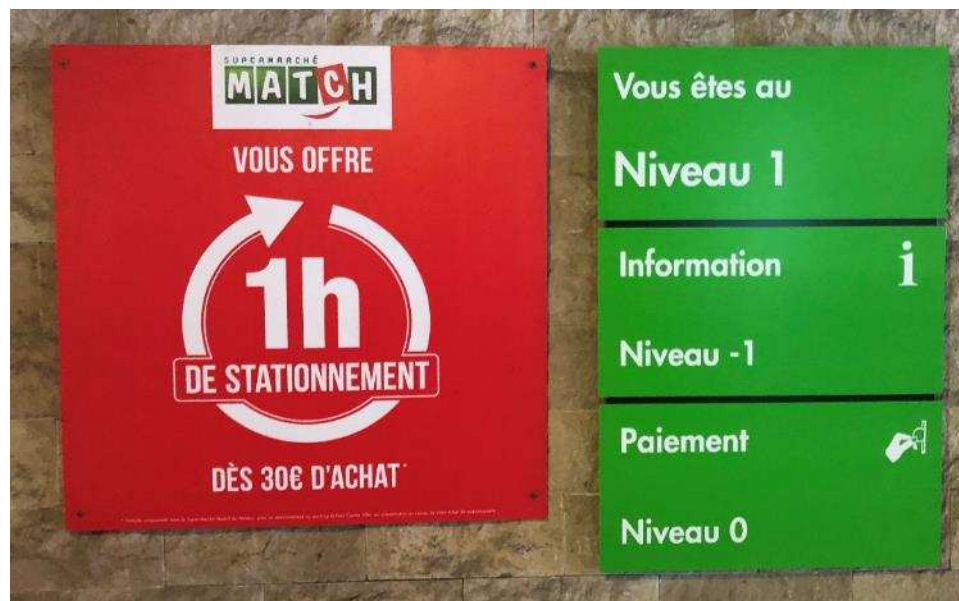 SUPERMARCHÉ
MATCH
VOUS OFFRE
1h
DE STATIONNEMENT
DÈS 30€ D'ACHAT*
Vous êtes au
Niveau 1
Information i
Niveau -1
Paiement
Niveau 0